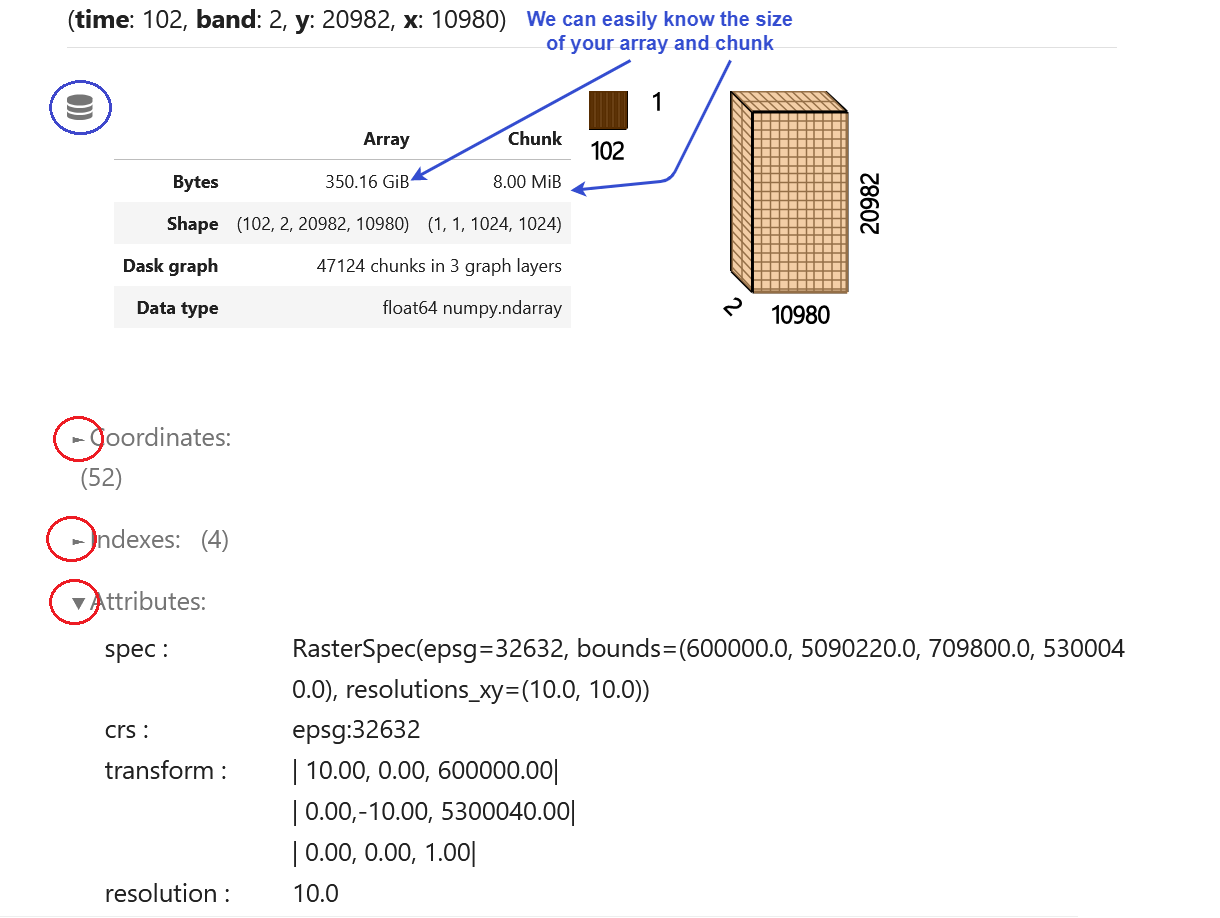 (time: 102, band: 2, y: 20982, x: 10980)
We can easily know the size
of your array and chunk
1
102
Array Chunk
Bytes 350.16 GiB 8.00 MiB
Shape (102, 2, 20982, 10980) (1, 1, 1024, 1024)
Dask graph 47124 chunks in 3 graph layers
Data type float64 numpy.ndarray
20982
2
10980
► Coordinates:
(52)
► Indexes: (4)
▼ Attributes:
spec : RasterSpec(epsg=32632, bounds=(600000.0, 5090220.0, 709800.0, 530004
0.0), resolutions_xy=(10.0, 10.0))
crs : epsg:32632
transform : | 10.00, 0.00, 600000.00|
| 0.00,-10.00, 5300040.00|
| 0.00, 0.00, 1.00|
resolution : 10.0